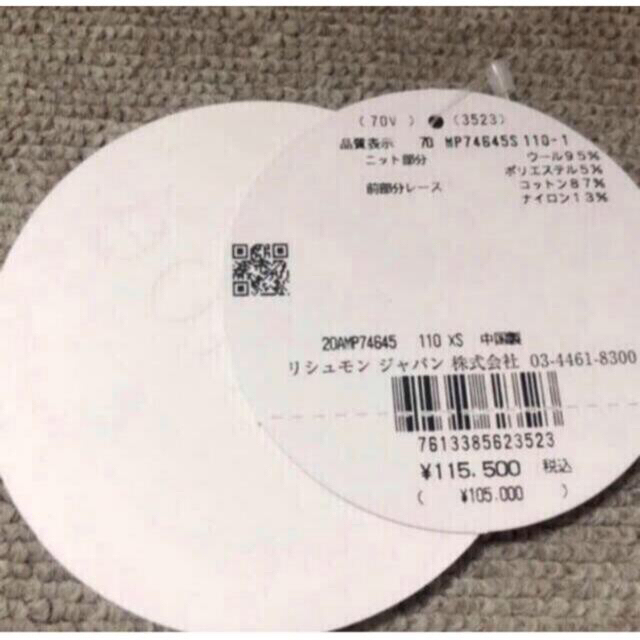 (70V) (3523)
品質表示 70 MP74645S 110-1
ニット部分 ウール95%
ポリエステル5%
前部分レース コットン87%
ナイロン13%
20AMP74645 110 XS 中国製
リシュモン ジャパン 株式会社 03-4461-8300
7613385623523
¥115.500 税込
( ¥105.000 )